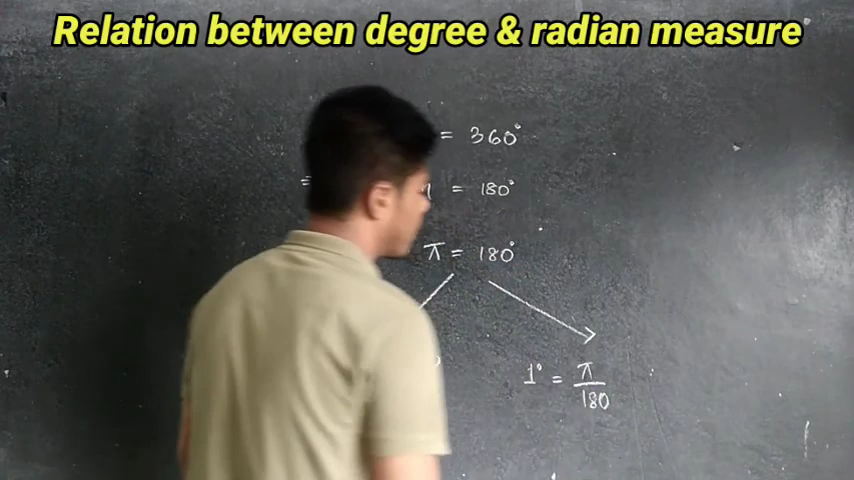 Relation between degree & radian measure
= 360°
= 180°
π = 180°
1° = π/180